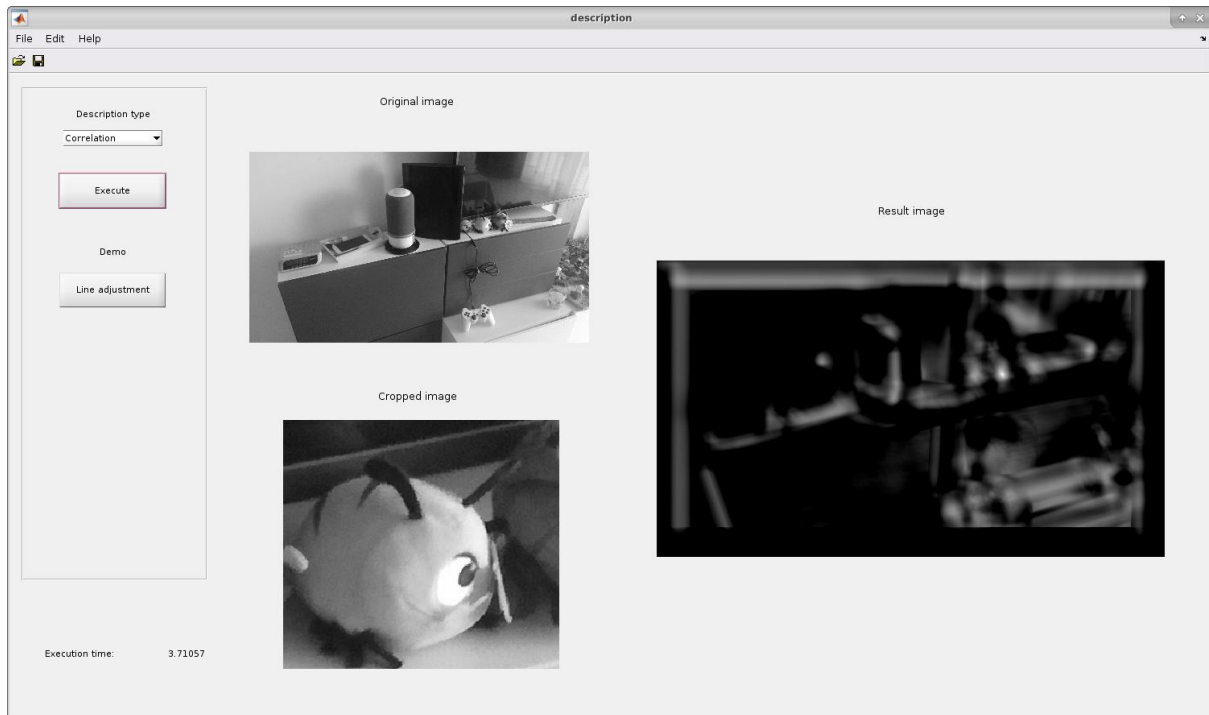 description
File Edit Help
Description type
Correlation
Execute
Demo
Line adjustment
Execution time: 3.71057
Original image
Cropped image
Result image